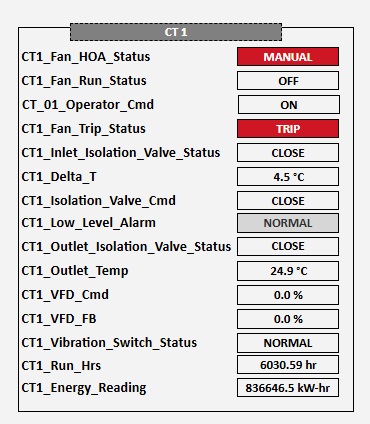 CT 1
CT1_Fan_HOA_Status MANUAL
CT1_Fan_Run_Status OFF
CT_01_Operator_Cmd ON
CT1_Fan_Trip_Status TRIP
CT1_Inlet_Isolation_Valve_Status CLOSE
CT1_Delta_T 4.5 °C
CT1_Isolation_Valve_Cmd CLOSE
CT1_Low_Level_Alarm NORMAL
CT1_Outlet_Isolation_Valve_Status CLOSE
CT1_Outlet_Temp 24.9 °C
CT1_VFD_Cmd 0.0 %
CT1_VFD_FB 0.0 %
CT1_Vibration_Switch_Status NORMAL
CT1_Run_Hrs 6030.59 hr
CT1_Energy_Reading 836646.5 kW-hr